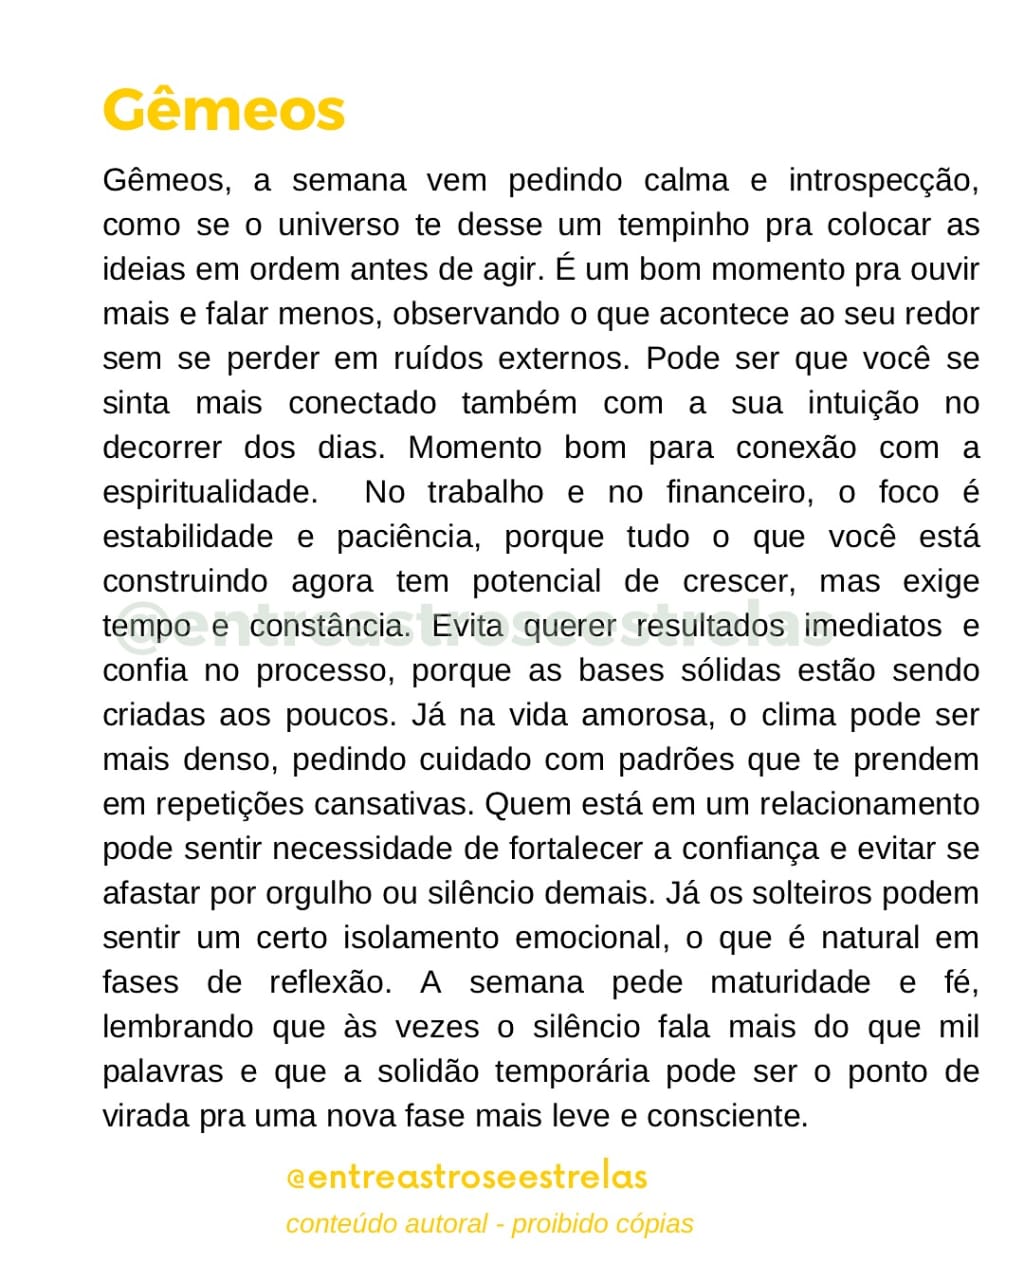 Gêmeos
Gêmeos, a semana vem pedindo calma e introspecção,
como se o universo te desse um tempinho pra colocar as
ideias em ordem antes de agir. É um bom momento pra ouvir
mais e falar menos, observando o que acontece ao seu redor
sem se perder em ruídos externos. Pode ser que você se
sinta mais conectado também com a sua intuição no
decorrer dos dias. Momento bom para conexão com a
espiritualidade.  No trabalho e no financeiro, o foco é
estabilidade e paciência, porque tudo o que você está
construindo agora tem potencial de crescer, mas exige
@entreastroseestrelas
tempo e constância. Evita querer resultados imediatos e
confia no processo, porque as bases sólidas estão sendo
criadas aos poucos. Já na vida amorosa, o clima pode ser
mais denso, pedindo cuidado com padrões que te prendem
em repetições cansativas. Quem está em um relacionamento
pode sentir necessidade de fortalecer a confiança e evitar se
afastar por orgulho ou silêncio demais. Já os solteiros podem
sentir um certo isolamento emocional, o que é natural em
fases de reflexão. A semana pede maturidade e fé,
lembrando que às vezes o silêncio fala mais do que mil
palavras e que a solidão temporária pode ser o ponto de
virada pra uma nova fase mais leve e consciente.
@entreastroseestrelas
conteúdo autoral - proibido cópias